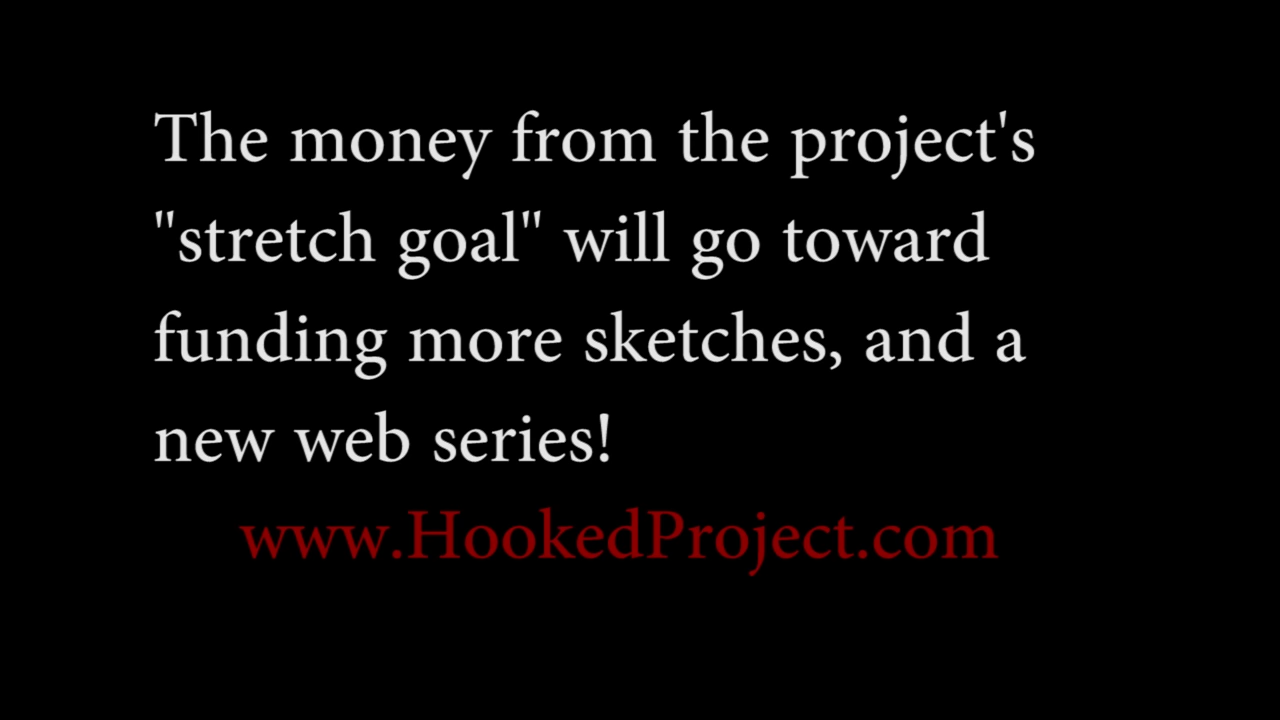 The money from the project's
"stretch goal" will go toward
funding more sketches, and a
new web series!
www.HookedProject.com